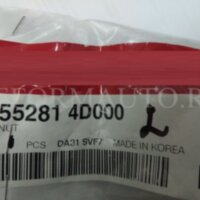 55281 4D000
NUT
L
PCS DA31 SVF7 MADE IN KOREA